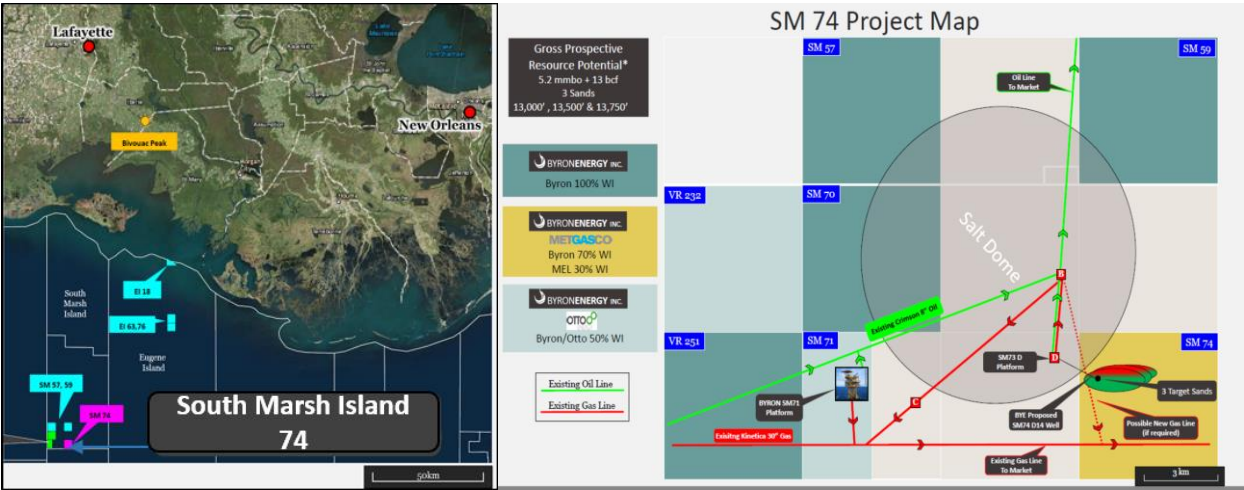 Lafayette
New Orleans
Bivouac Peak
EI 18
South
Marsh
Island
EI 63,76
Eugene
Island
SM 57, 59
SM 74
South Marsh Island
74
50km
SM 74 Project Map
Gross Prospective
Resource Potential*
5.2 mmbo + 13 bcf
3 Sands
13,000' , 13,500' & 13,750'
BYRONENERGY INC.
Byron 100% WI
BYRONENERGY INC.
METGASCO
Byron 70% WI
MEL 30% WI
BYRONENERGY INC.
OTTO
Byron/Otto 50% WI
Existing Oil Line
Existing Gas Line
SM 57
SM 59
Oil Line
To Market
VR 232
SM 70
Salt Dome
B
Existing Crimson 8" Oil
VR 251
SM 71
SM 74
SM73 D
Platform
D
BYRON SM71
Platform
C
3 Target Sands
BYE Proposed
SM74 D14 Well
Possible New Gas Line
(if required)
Exisitng Kinetica 30" Gas
Existing Gas Line
To Market
3 km